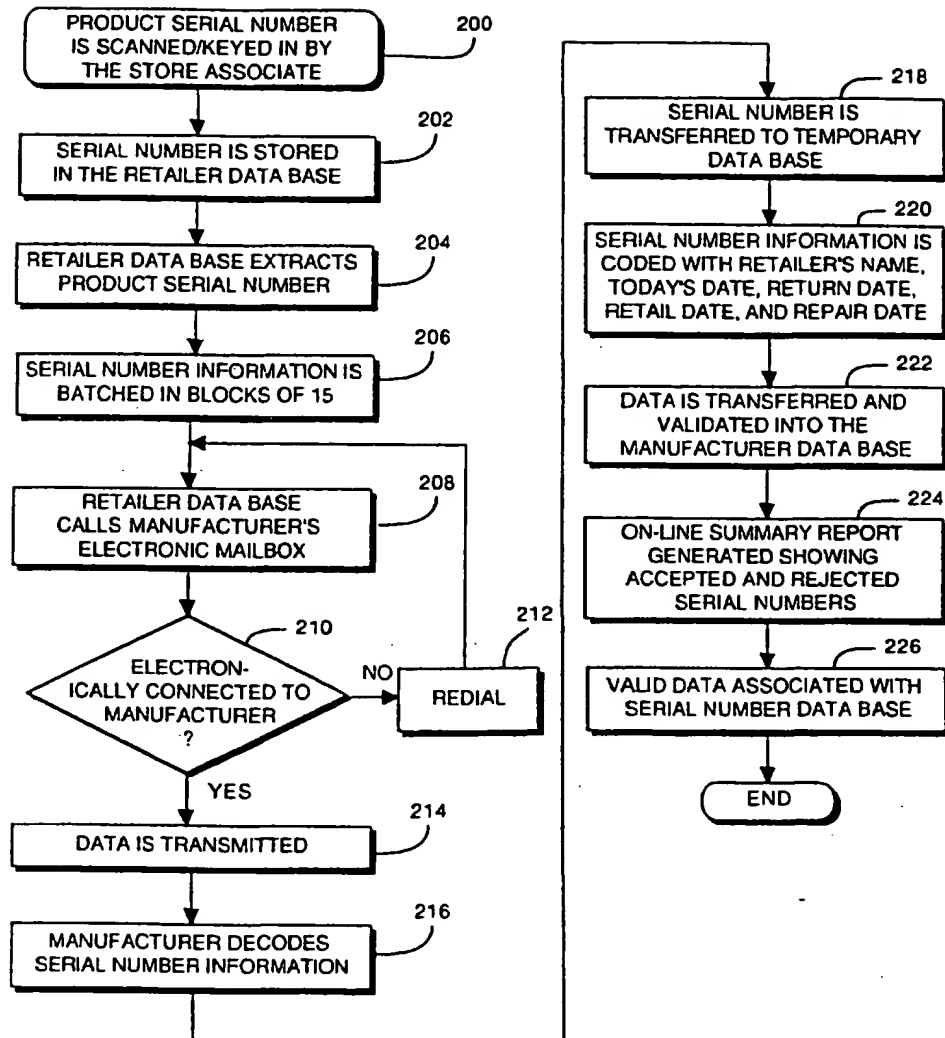 PRODUCT SERIAL NUMBER
IS SCANNED/KEYED IN BY
THE STORE ASSOCIATE
200
SERIAL NUMBER IS STORED
IN THE RETAILER DATA BASE
202
RETAILER DATA BASE EXTRACTS
PRODUCT SERIAL NUMBER
204
SERIAL NUMBER INFORMATION IS
BATCHED IN BLOCKS OF 15
206
RETAILER DATA BASE
CALLS MANUFACTURER'S
ELECTRONIC MAILBOX
208
ELECTRON-
ICALLY CONNECTED TO
MANUFACTURER
?
210
NO
REDIAL
212
YES
DATA IS TRANSMITTED
214
MANUFACTURER DECODES
SERIAL NUMBER INFORMATION
216
SERIAL NUMBER IS
TRANSFERRED TO TEMPORARY
DATA BASE
218
SERIAL NUMBER INFORMATION IS
CODED WITH RETAILER'S NAME,
TODAY'S DATE, RETURN DATE,
RETAIL DATE, AND REPAIR DATE
220
DATA IS TRANSFERRED AND
VALIDATED INTO THE
MANUFACTURER DATA BASE
222
ON-LINE SUMMARY REPORT
GENERATED SHOWING
ACCEPTED AND REJECTED
SERIAL NUMBERS
224
VALID DATA ASSOCIATED WITH
SERIAL NUMBER DATA BASE
226
END